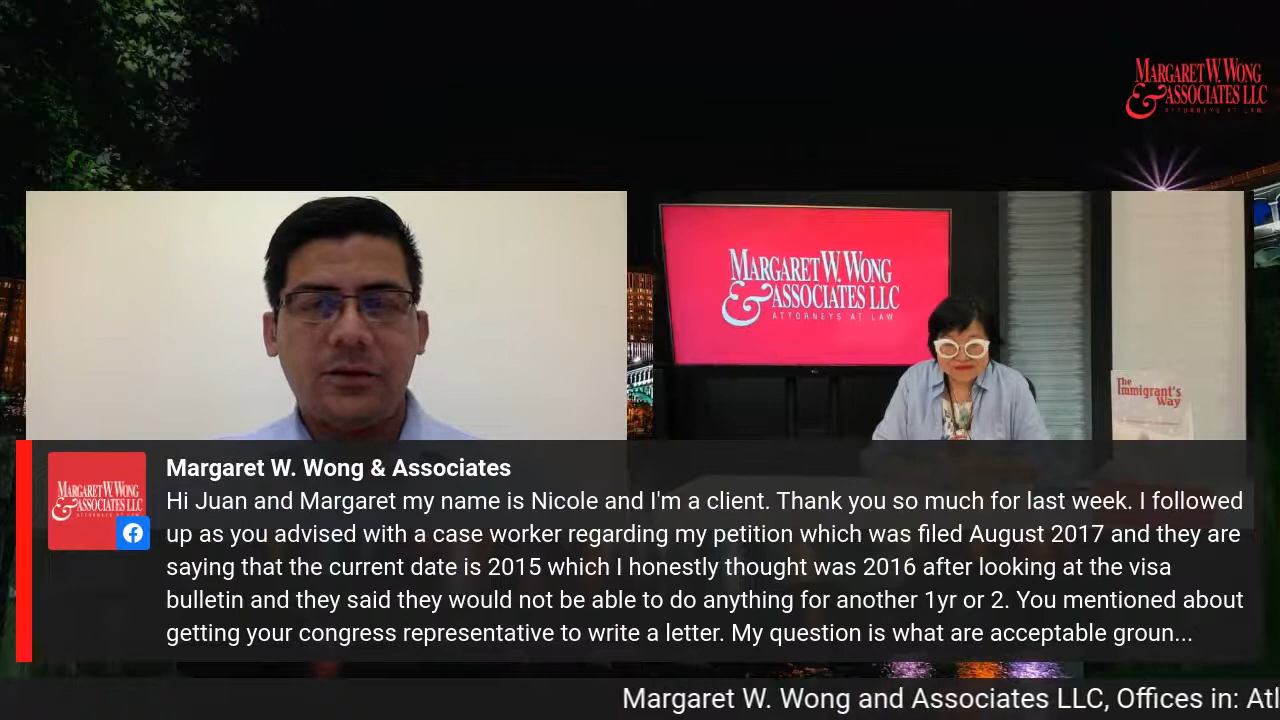 MARGARET W. WONG
& ASSOCIATES LLC
ATTORNEYS AT LAW
MARGARET W. WONG
& ASSOCIATES LLC
ATTORNEYS AT LAW
The
Immigrant's
Way
MARGARET W. WONG
& ASSOCIATES LLC
Margaret W. Wong & Associates
Hi Juan and Margaret my name is Nicole and I'm a client. Thank you so much for last week. I followed
up as you advised with a case worker regarding my petition which was filed August 2017 and they are
saying that the current date is 2015 which I honestly thought was 2016 after looking at the visa
bulletin and they said they would not be able to do anything for another 1yr or 2. You mentioned about
getting your congress representative to write a letter. My question is what are acceptable groun...
Margaret W. Wong and Associates LLC, Offices in: Atl